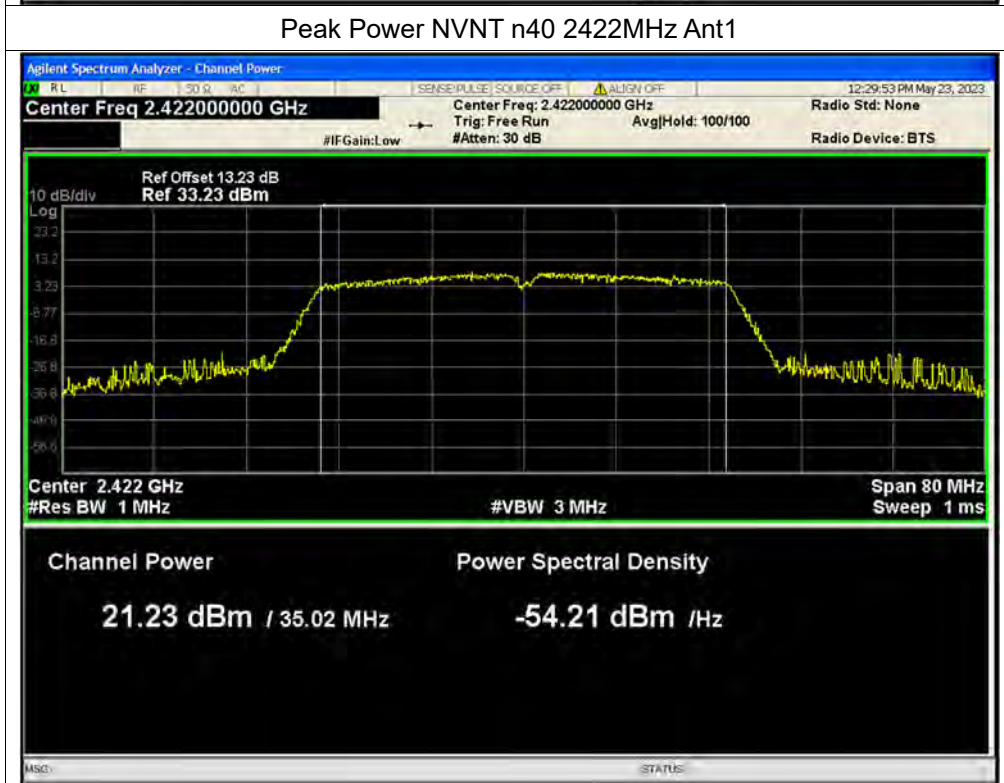 Peak Power NVNT n40 2422MHz Ant1
Agilent Spectrum Analyzer - Channel Power
RL RF 50 Ω AC SENSE:PULSE SOURCE OFF ALIGN OFF 12:29:53 PM May 23, 2023
Center Freq 2.422000000 GHz Center Freq: 2.422000000 GHz Radio Std: None
Trig: Free Run Avg|Hold: 100/100
#IFGain:Low #Atten: 30 dB Radio Device: BTS
Ref Offset 13.23 dB
10 dB/div Ref 33.23 dBm
Log
23.2
13.2
3.23
-6.77
-16.8
-26.8
-36.8
-46.8
-56.8
Center 2.422 GHz Span 80 MHz
#Res BW 1 MHz #VBW 3 MHz Sweep 1 ms
Channel Power Power Spectral Density
21.23 dBm / 35.02 MHz -54.21 dBm /Hz
MSG STATUS